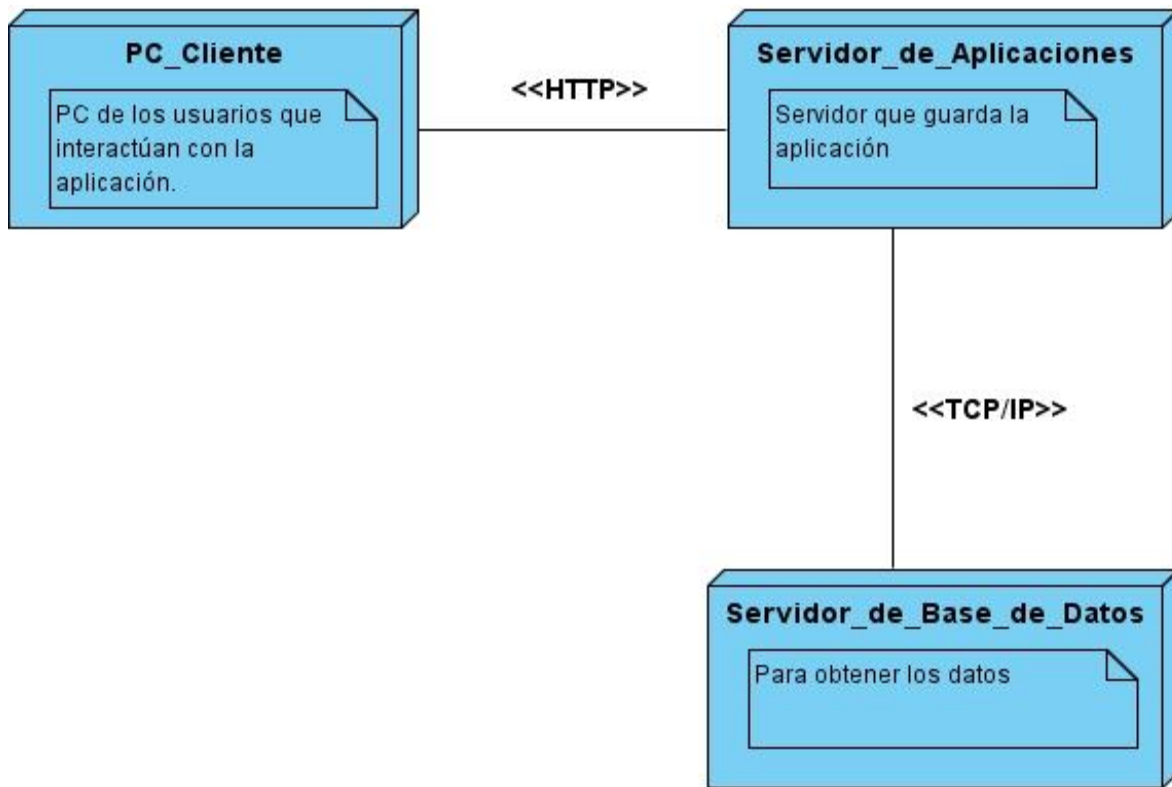 PC_Cliente
PC de los usuarios que
interactúan con la
aplicación.
<<HTTP>>
Servidor_de_Aplicaciones
Servidor que guarda la
aplicación
<<TCP/IP>>
Servidor_de_Base_de_Datos
Para obtener los datos